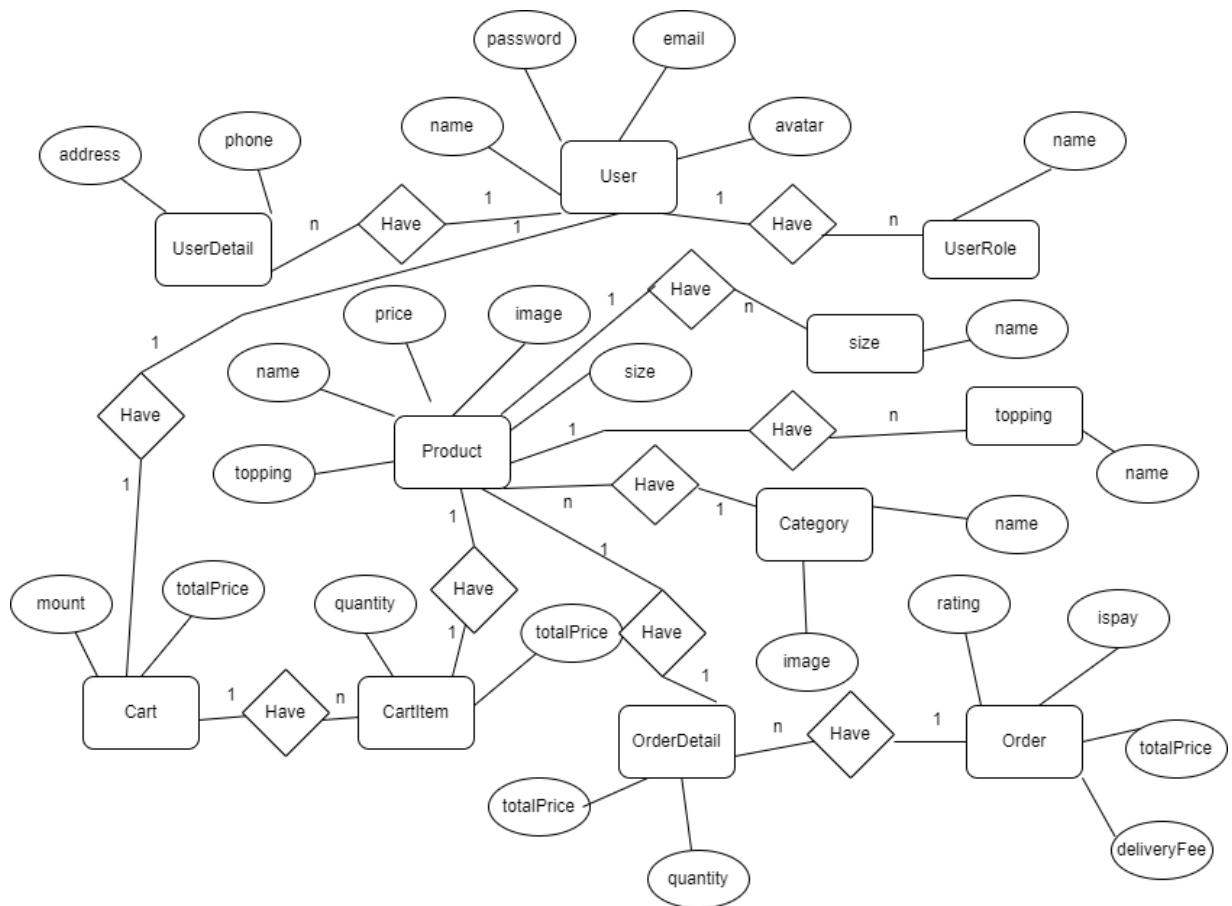 password
email
name
avatar
address
phone
name
User
UserDetail
n
Have
1
1
1
Have
n
UserRole
Have
1
n
size
name
price
image
name
size
1
Have
topping
Product
1
Have
n
topping
name
topping
n
Have
1
Category
name
1
1
1
Have
Have
1
1
mount
totalPrice
quantity
totalPrice
Have
image
rating
ispay
1
Cart
1
Have
n
CartItem
OrderDetail
n
Have
1
Order
totalPrice
totalPrice
quantity
deliveryFee